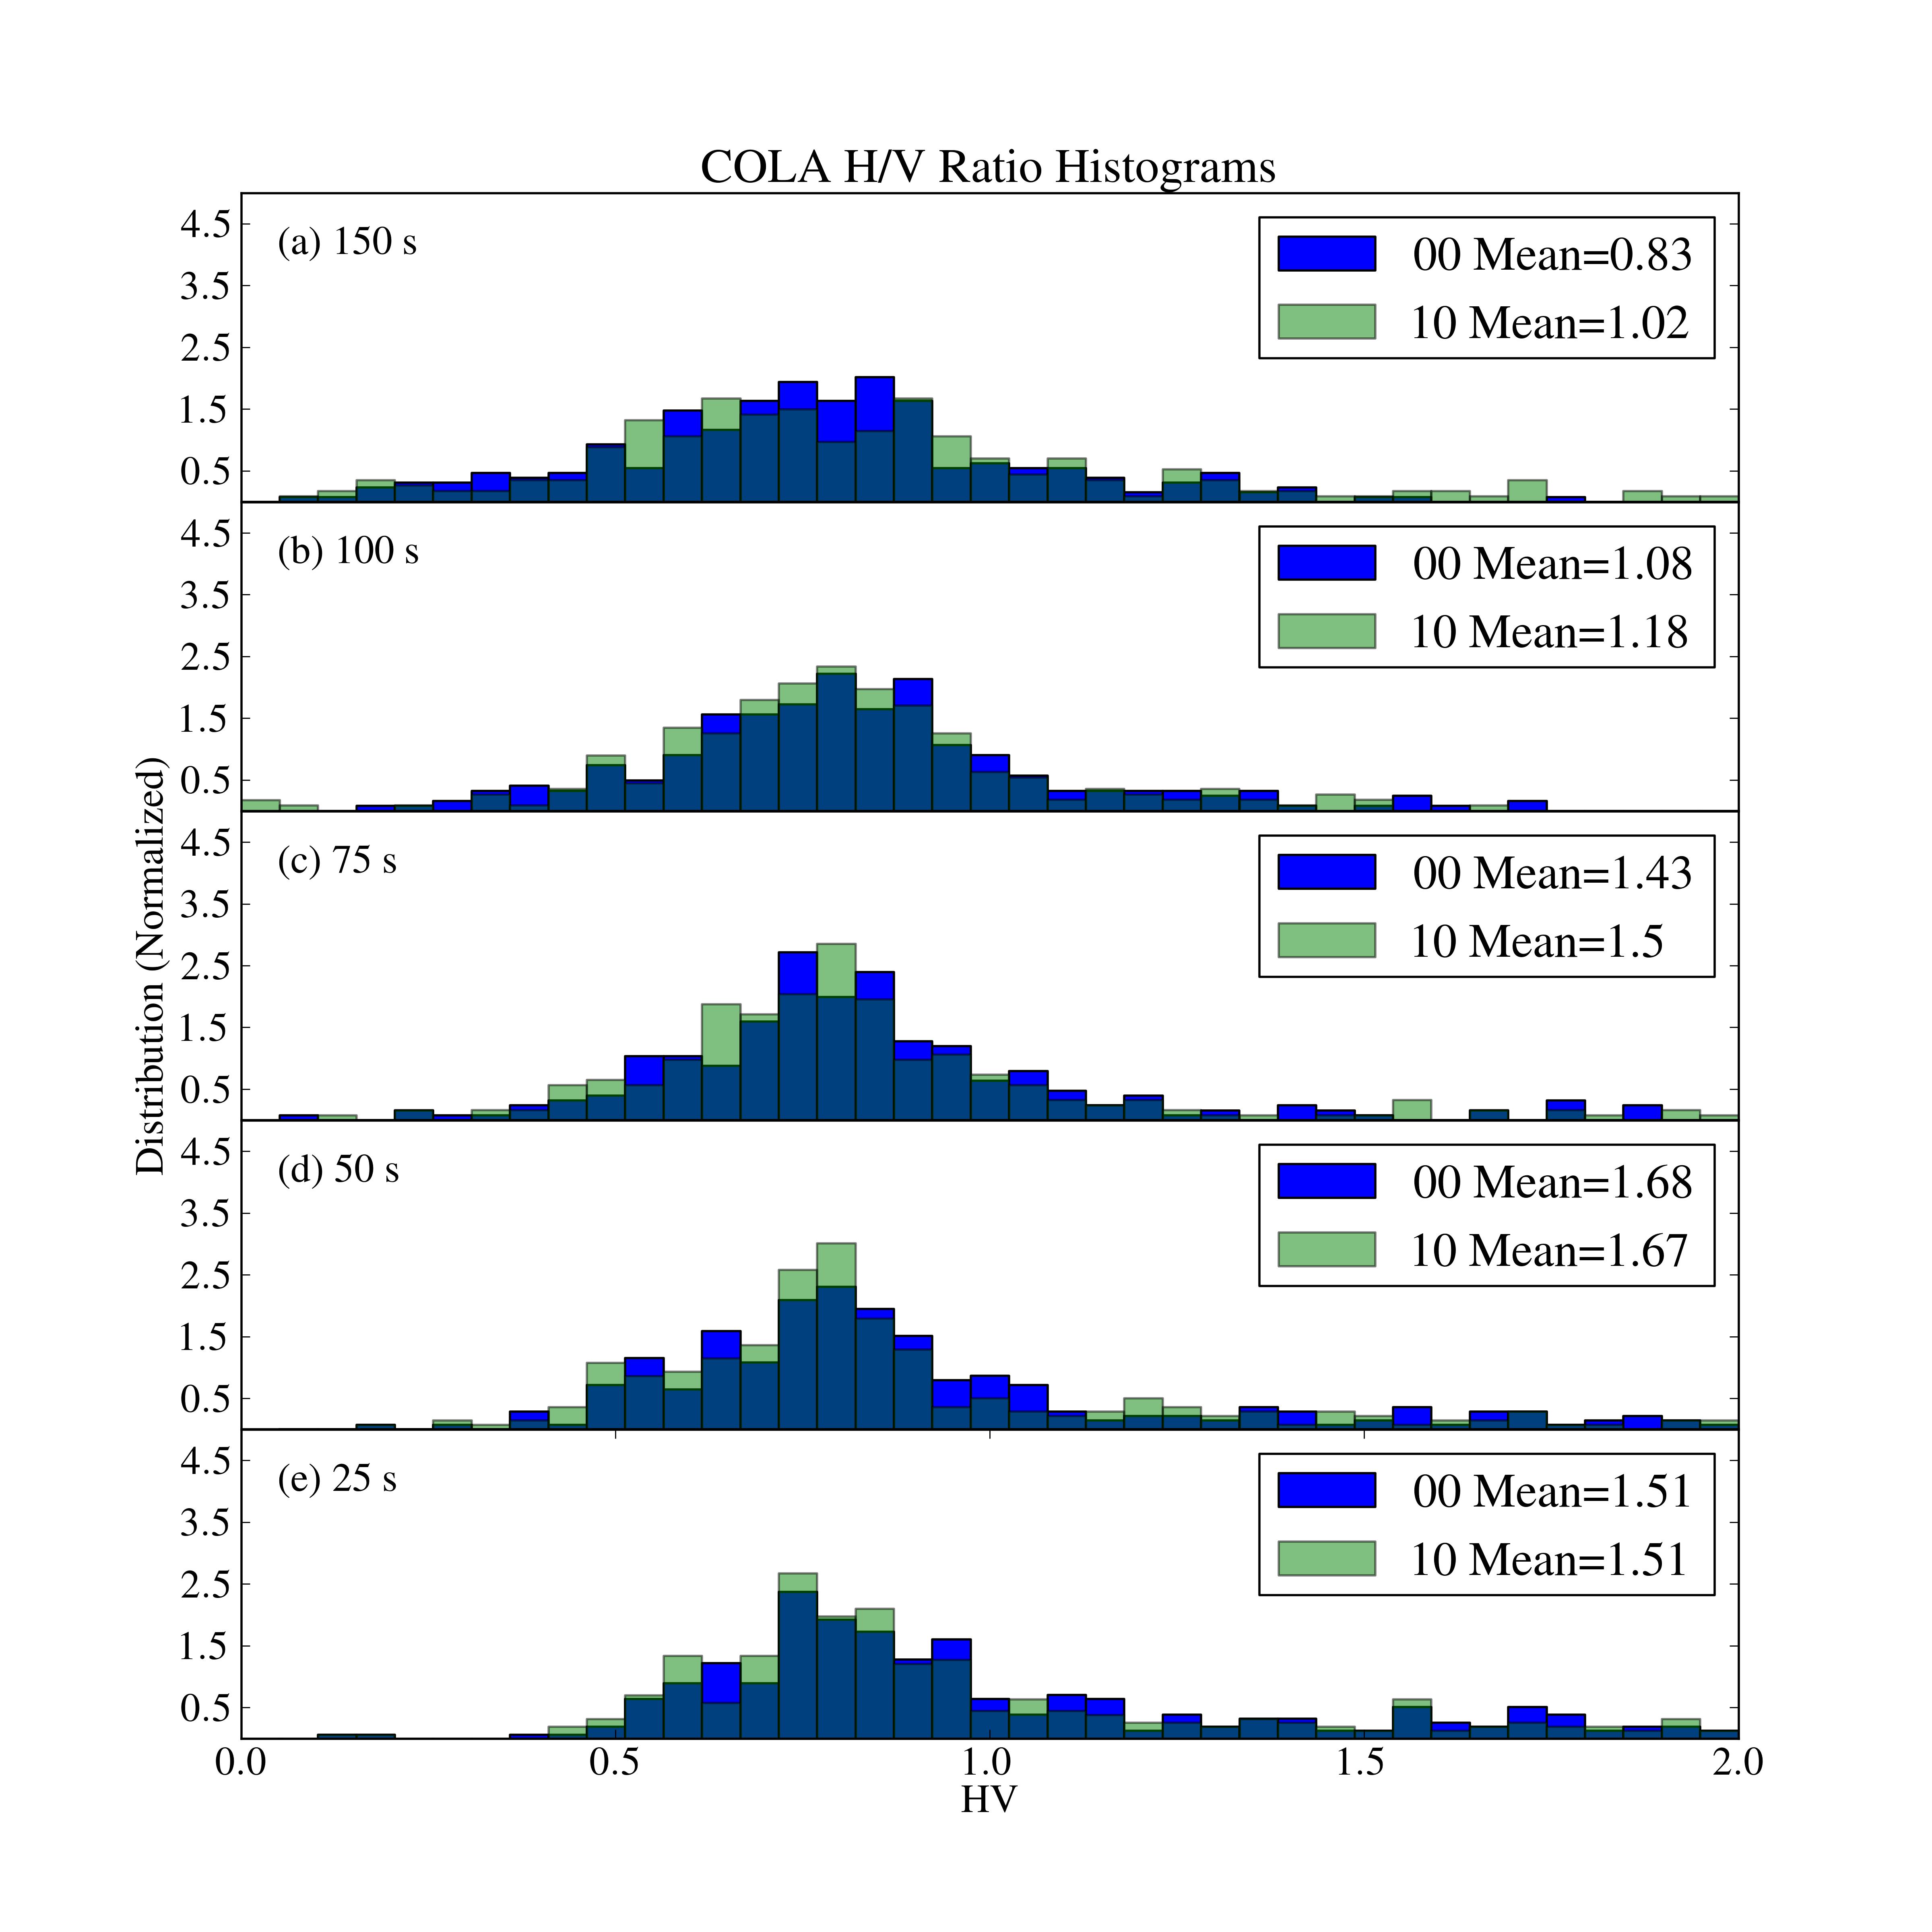 COLA H/V Ratio Histograms
Distribution (Normalized)
4.5
3.5
2.5
1.5
0.5
(a) 150 s
00 Mean=0.83
10 Mean=1.02
4.5
3.5
2.5
1.5
0.5
(b) 100 s
00 Mean=1.08
10 Mean=1.18
4.5
3.5
2.5
1.5
0.5
(c) 75 s
00 Mean=1.43
10 Mean=1.5
4.5
3.5
2.5
1.5
0.5
(d) 50 s
00 Mean=1.68
10 Mean=1.67
4.5
3.5
2.5
1.5
0.5
(e) 25 s
00 Mean=1.51
10 Mean=1.51
0.0 0.5 1.0 1.5 2.0
HV